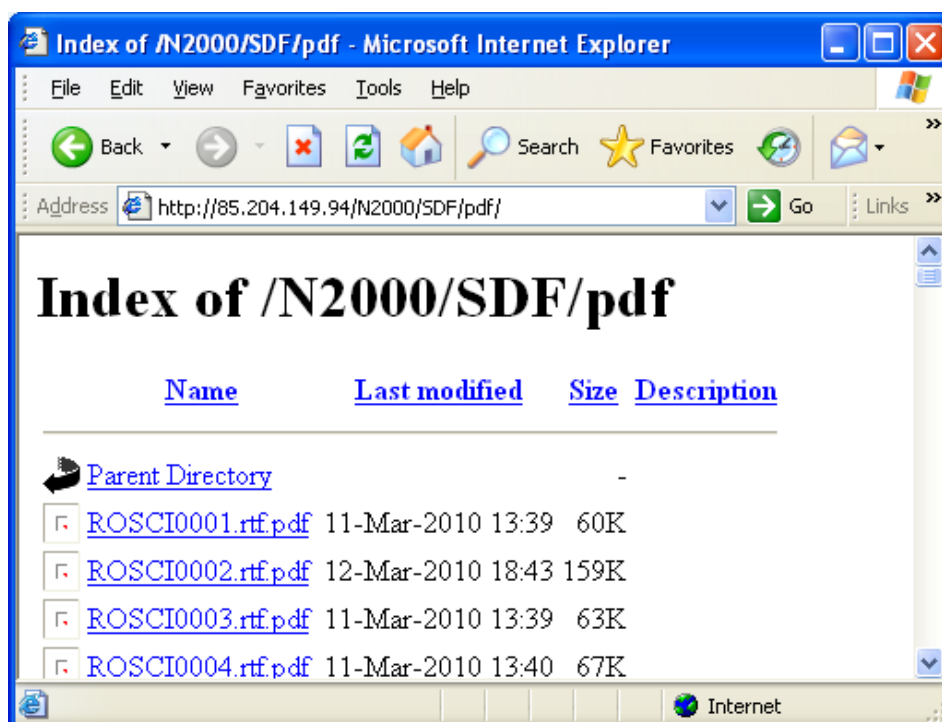 Index of /N2000/SDF/pdf - Microsoft Internet Explorer
File Edit View Favorites Tools Help
Back Search Favorites »
Address http://85.204.149.94/N2000/SDF/pdf/ Go Links »
Index of /N2000/SDF/pdf
Name Last modified Size Description
Parent Directory -
ROSCI0001.rtf.pdf 11-Mar-2010 13:39 60K
ROSCI0002.rtf.pdf 12-Mar-2010 18:43 159K
ROSCI0003.rtf.pdf 11-Mar-2010 13:39 63K
ROSCI0004.rtf.pdf 11-Mar-2010 13:40 67K
Internet